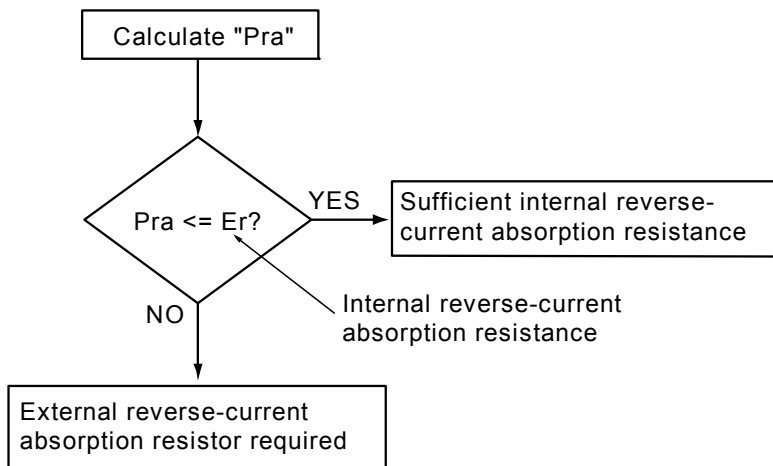 Calculate "Pra"
Pra <= Er?
YES
Sufficient internal reverse-
current absorption resistance
Internal reverse-current
absorption resistance
NO
External reverse-current
absorption resistor required